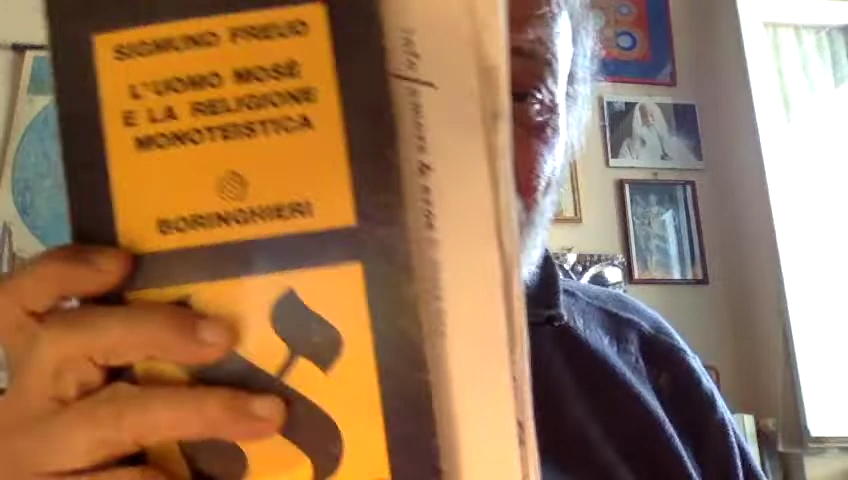 SIGMUND FREUD
L'UOMO MOSÈ
E LA RELIGIONE
MONOTEISTICA
BORINGHIERI